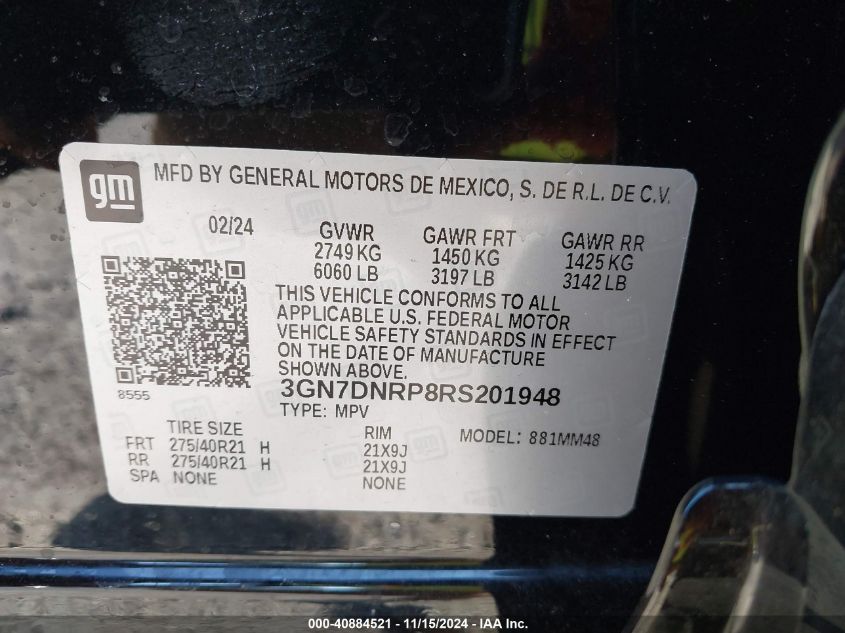 gm
MFD BY GENERAL MOTORS DE MEXICO, S. DE R.L. DE C.V.
02/24
GVWR
2749 KG
6060 LB
GAWR FRT
1450 KG
3197 LB
GAWR RR
1425 KG
3142 LB
THIS VEHICLE CONFORMS TO ALL
APPLICABLE U.S. FEDERAL MOTOR
VEHICLE SAFETY STANDARDS IN EFFECT
ON THE DATE OF MANUFACTURE
SHOWN ABOVE.
8555
3GN7DNRP8RS201948
TYPE: MPV
TIRE SIZE
FRT 275/40R21 H
RR 275/40R21 H
SPA NONE
RIM
21X9J
21X9J
NONE
MODEL: 881MM48
000-40884521 - 11/15/2024 - IAA Inc.